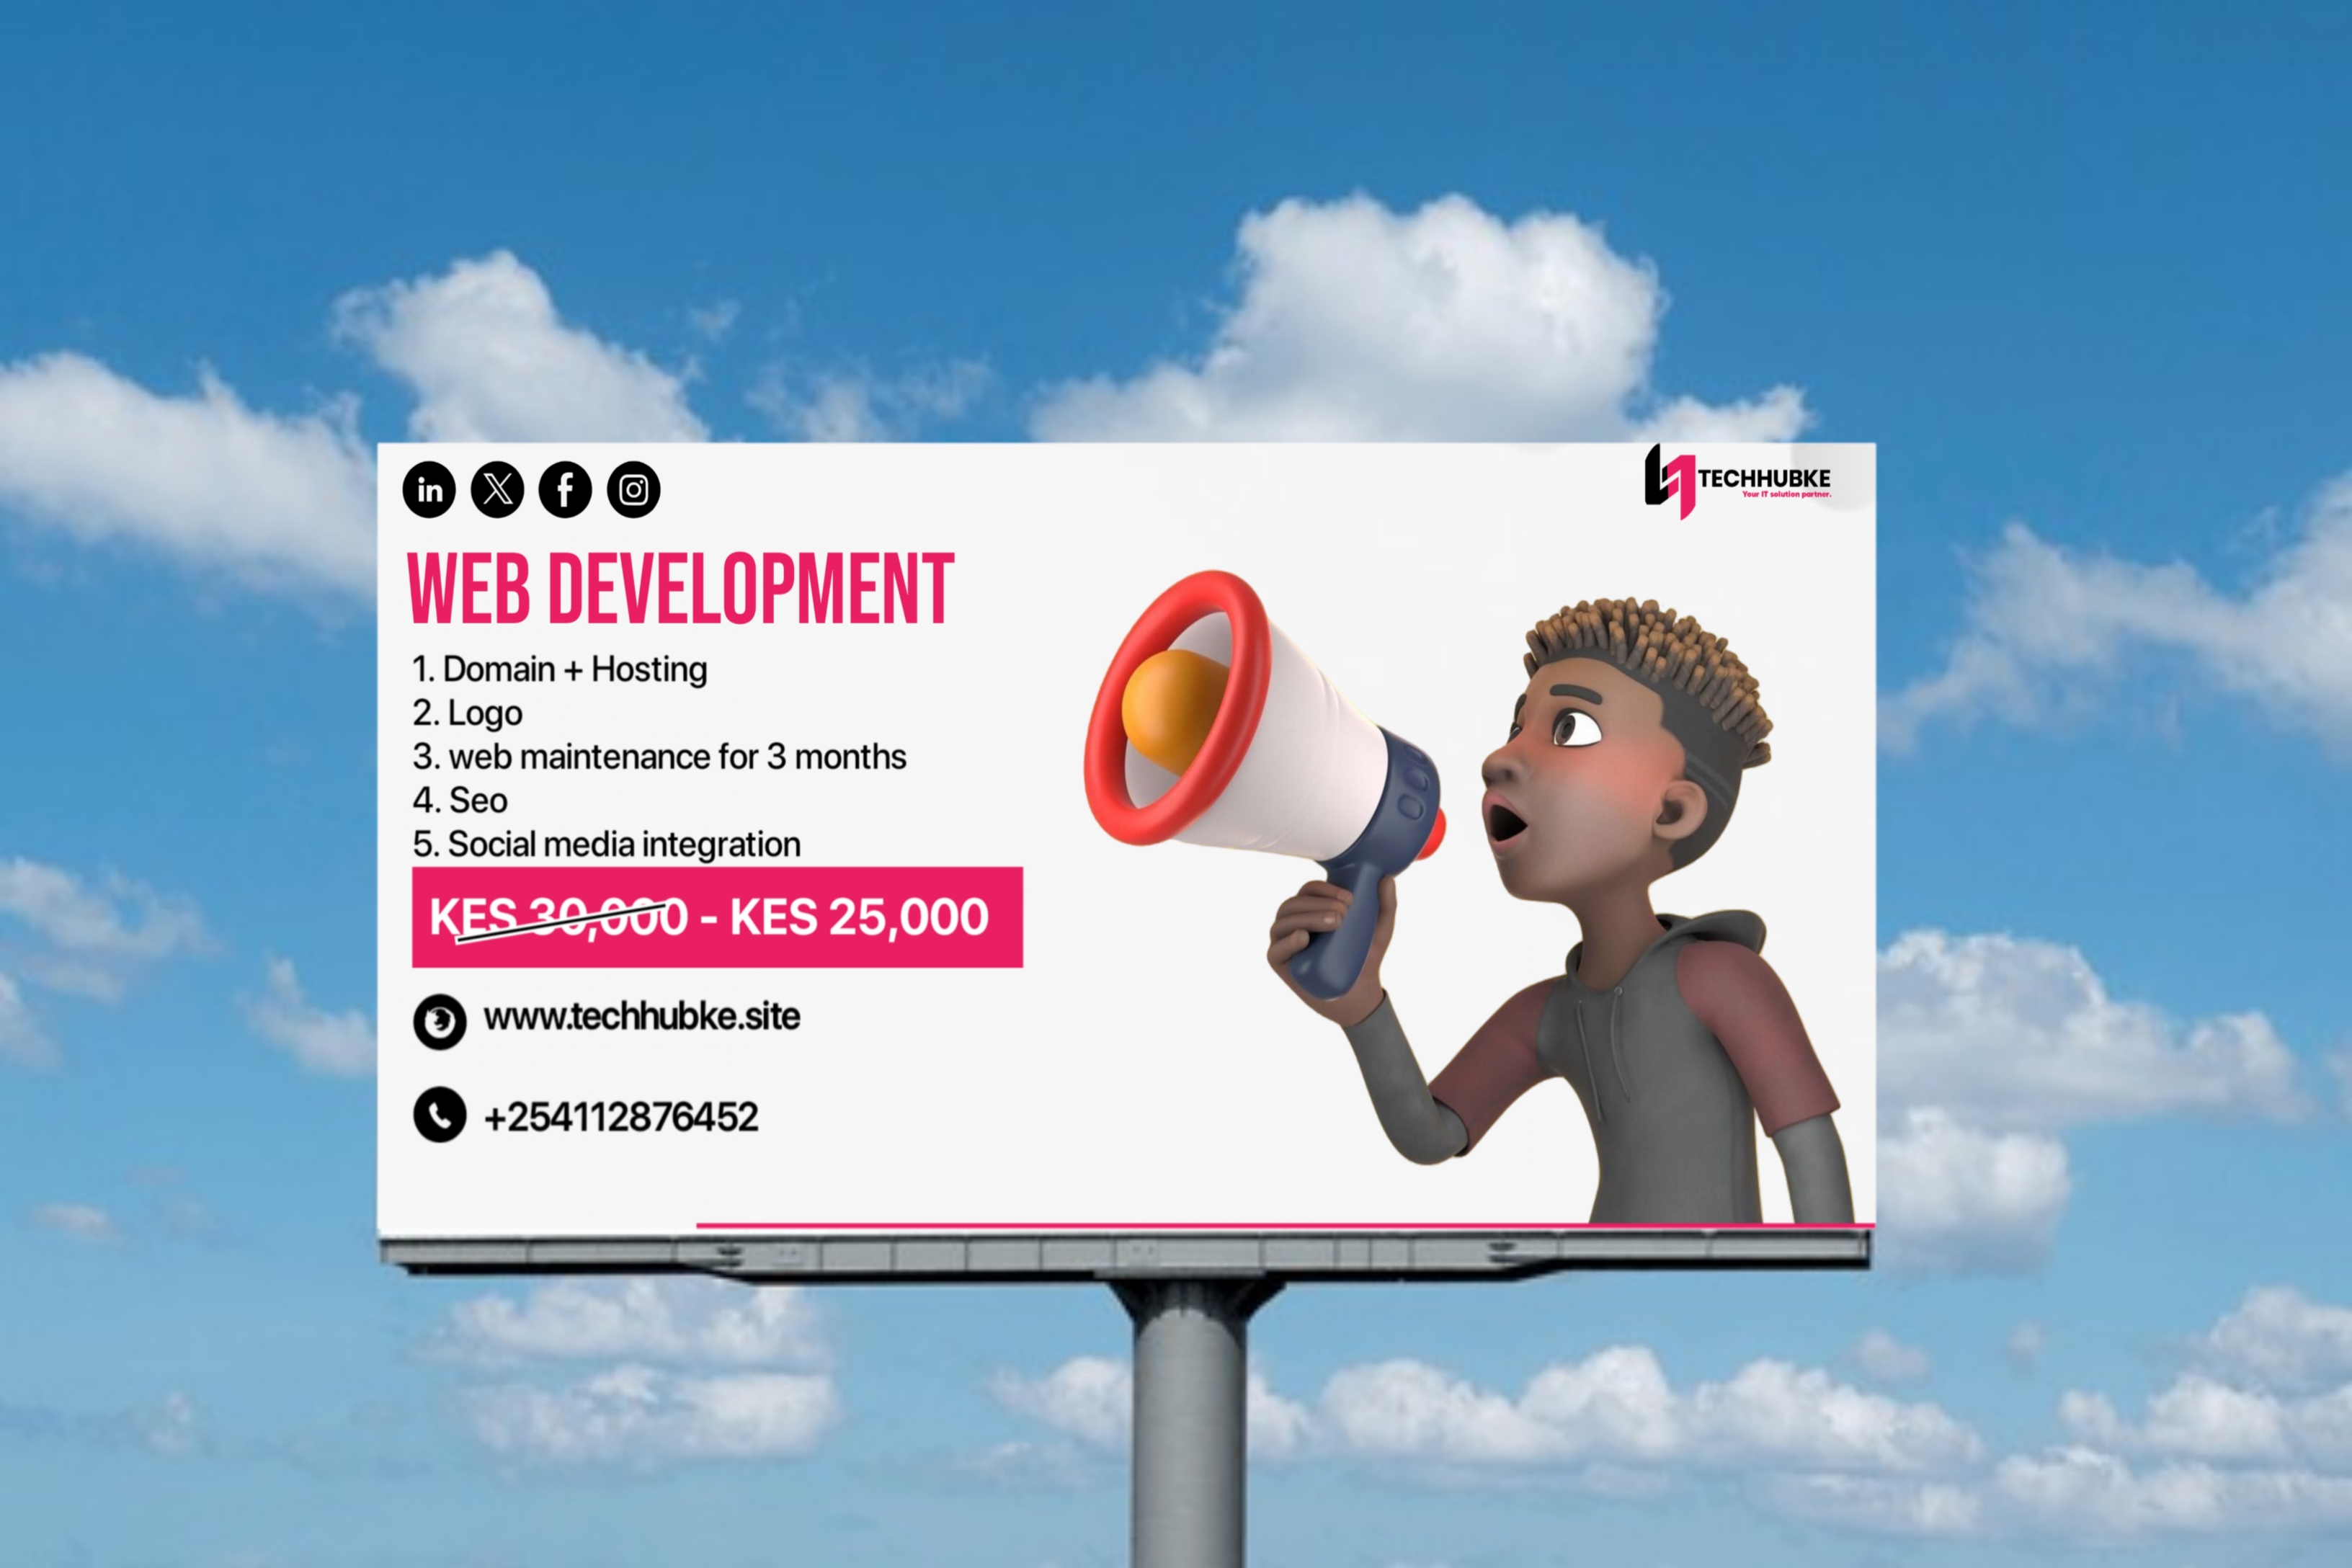 TECHHUBKE
Your IT solution partner.
WEB DEVELOPMENT
1. Domain + Hosting
2. Logo
3. web maintenance for 3 months
4. Seo
5. Social media integration
KES 30,000 - KES 25,000
www.techhubke.site
+254112876452